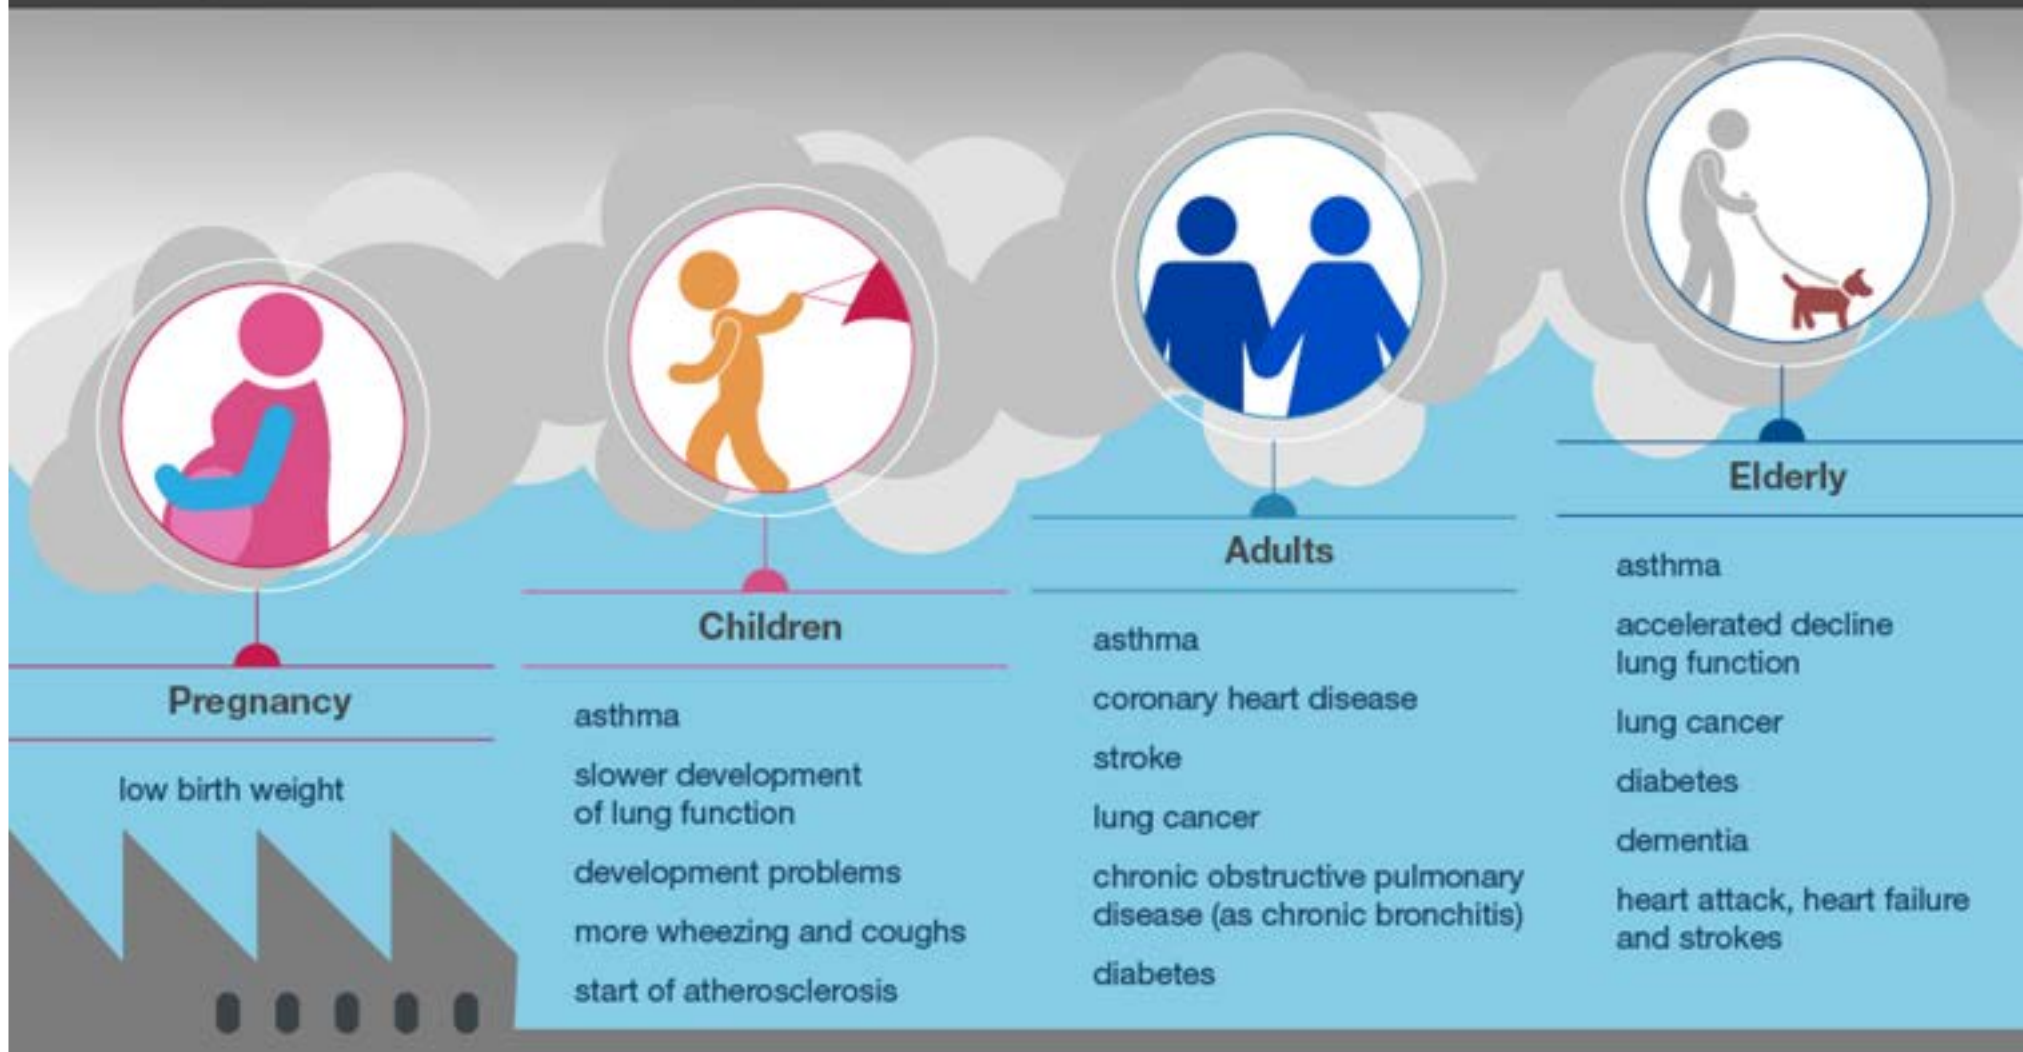 Pregnancy
low birth weight
Children
asthma
slower development
of lung function
development problems
more wheezing and coughs
start of atherosclerosis
Adults
asthma
coronary heart disease
stroke
lung cancer
chronic obstructive pulmonary
disease (as chronic bronchitis)
diabetes
Elderly
asthma
accelerated decline
lung function
lung cancer
diabetes
dementia
heart attack, heart failure
and strokes